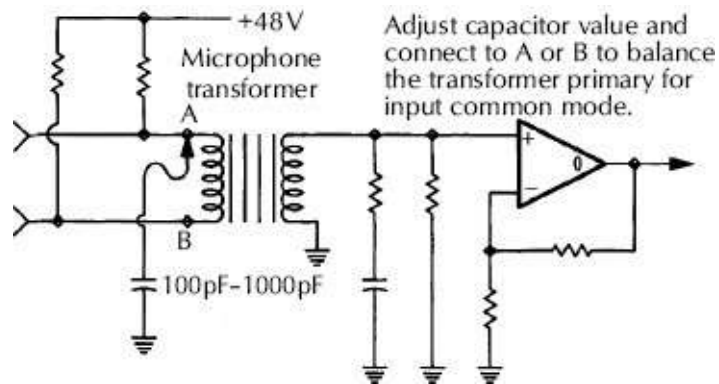 +48V
Microphone
transformer
Adjust capacitor value and
connect to A or B to balance
the transformer primary for
input common mode.
A
B
100pF–1000pF
+
−
0